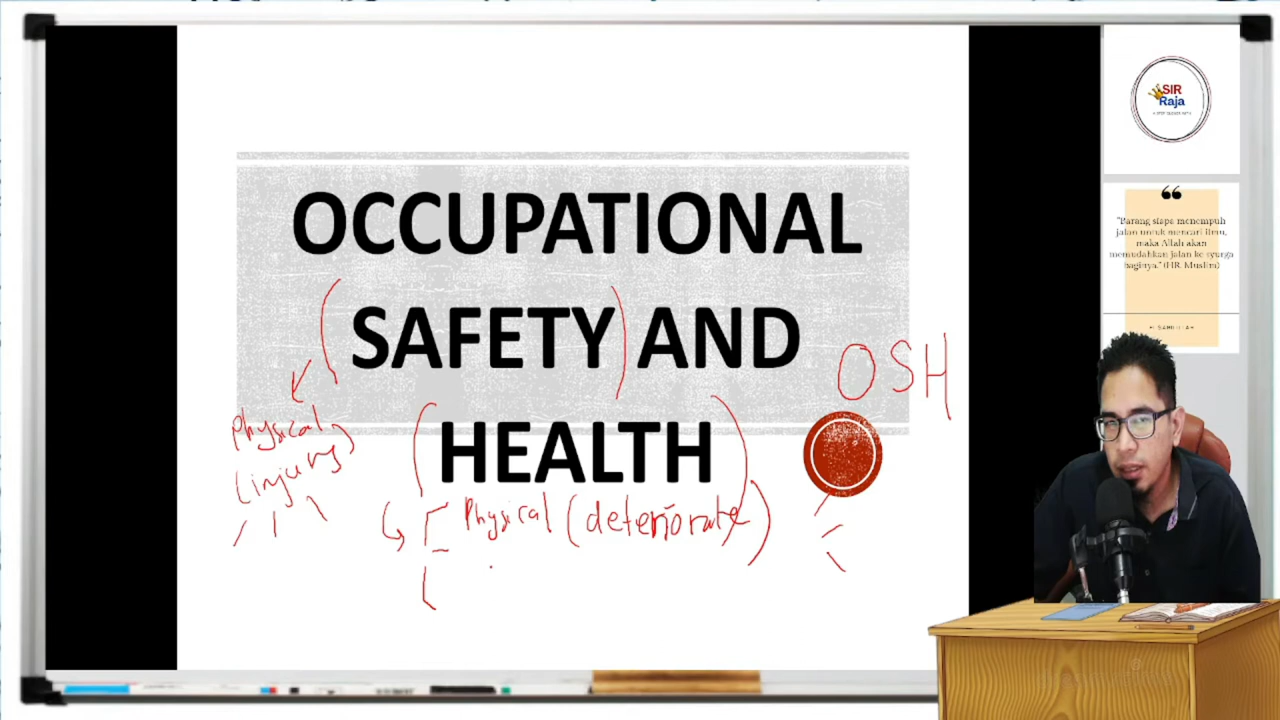 OCCUPATIONAL
SAFETY AND
HEALTH
OSH
Physical
(injury)
Physical (deteriorate)
SIR
Raja
“
"Barang siapa menempuh
jalan untuk mencari ilmu,
maka Allah akan
memudahkan jalan ke syurga
baginya." (HR. Muslim)